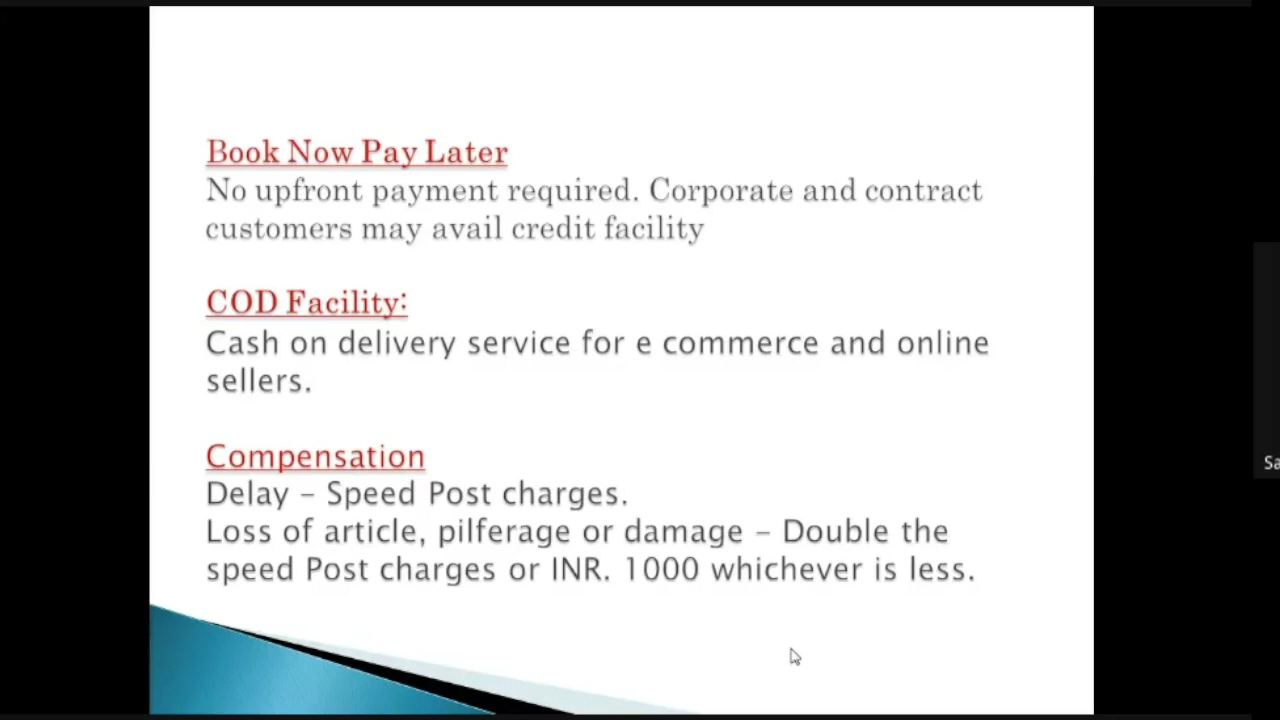 Book Now Pay Later
No upfront payment required. Corporate and contract
customers may avail credit facility
COD Facility:
Cash on delivery service for e commerce and online
sellers.
Compensation
Delay – Speed Post charges.
Loss of article, pilferage or damage – Double the
speed Post charges or INR. 1000 whichever is less.